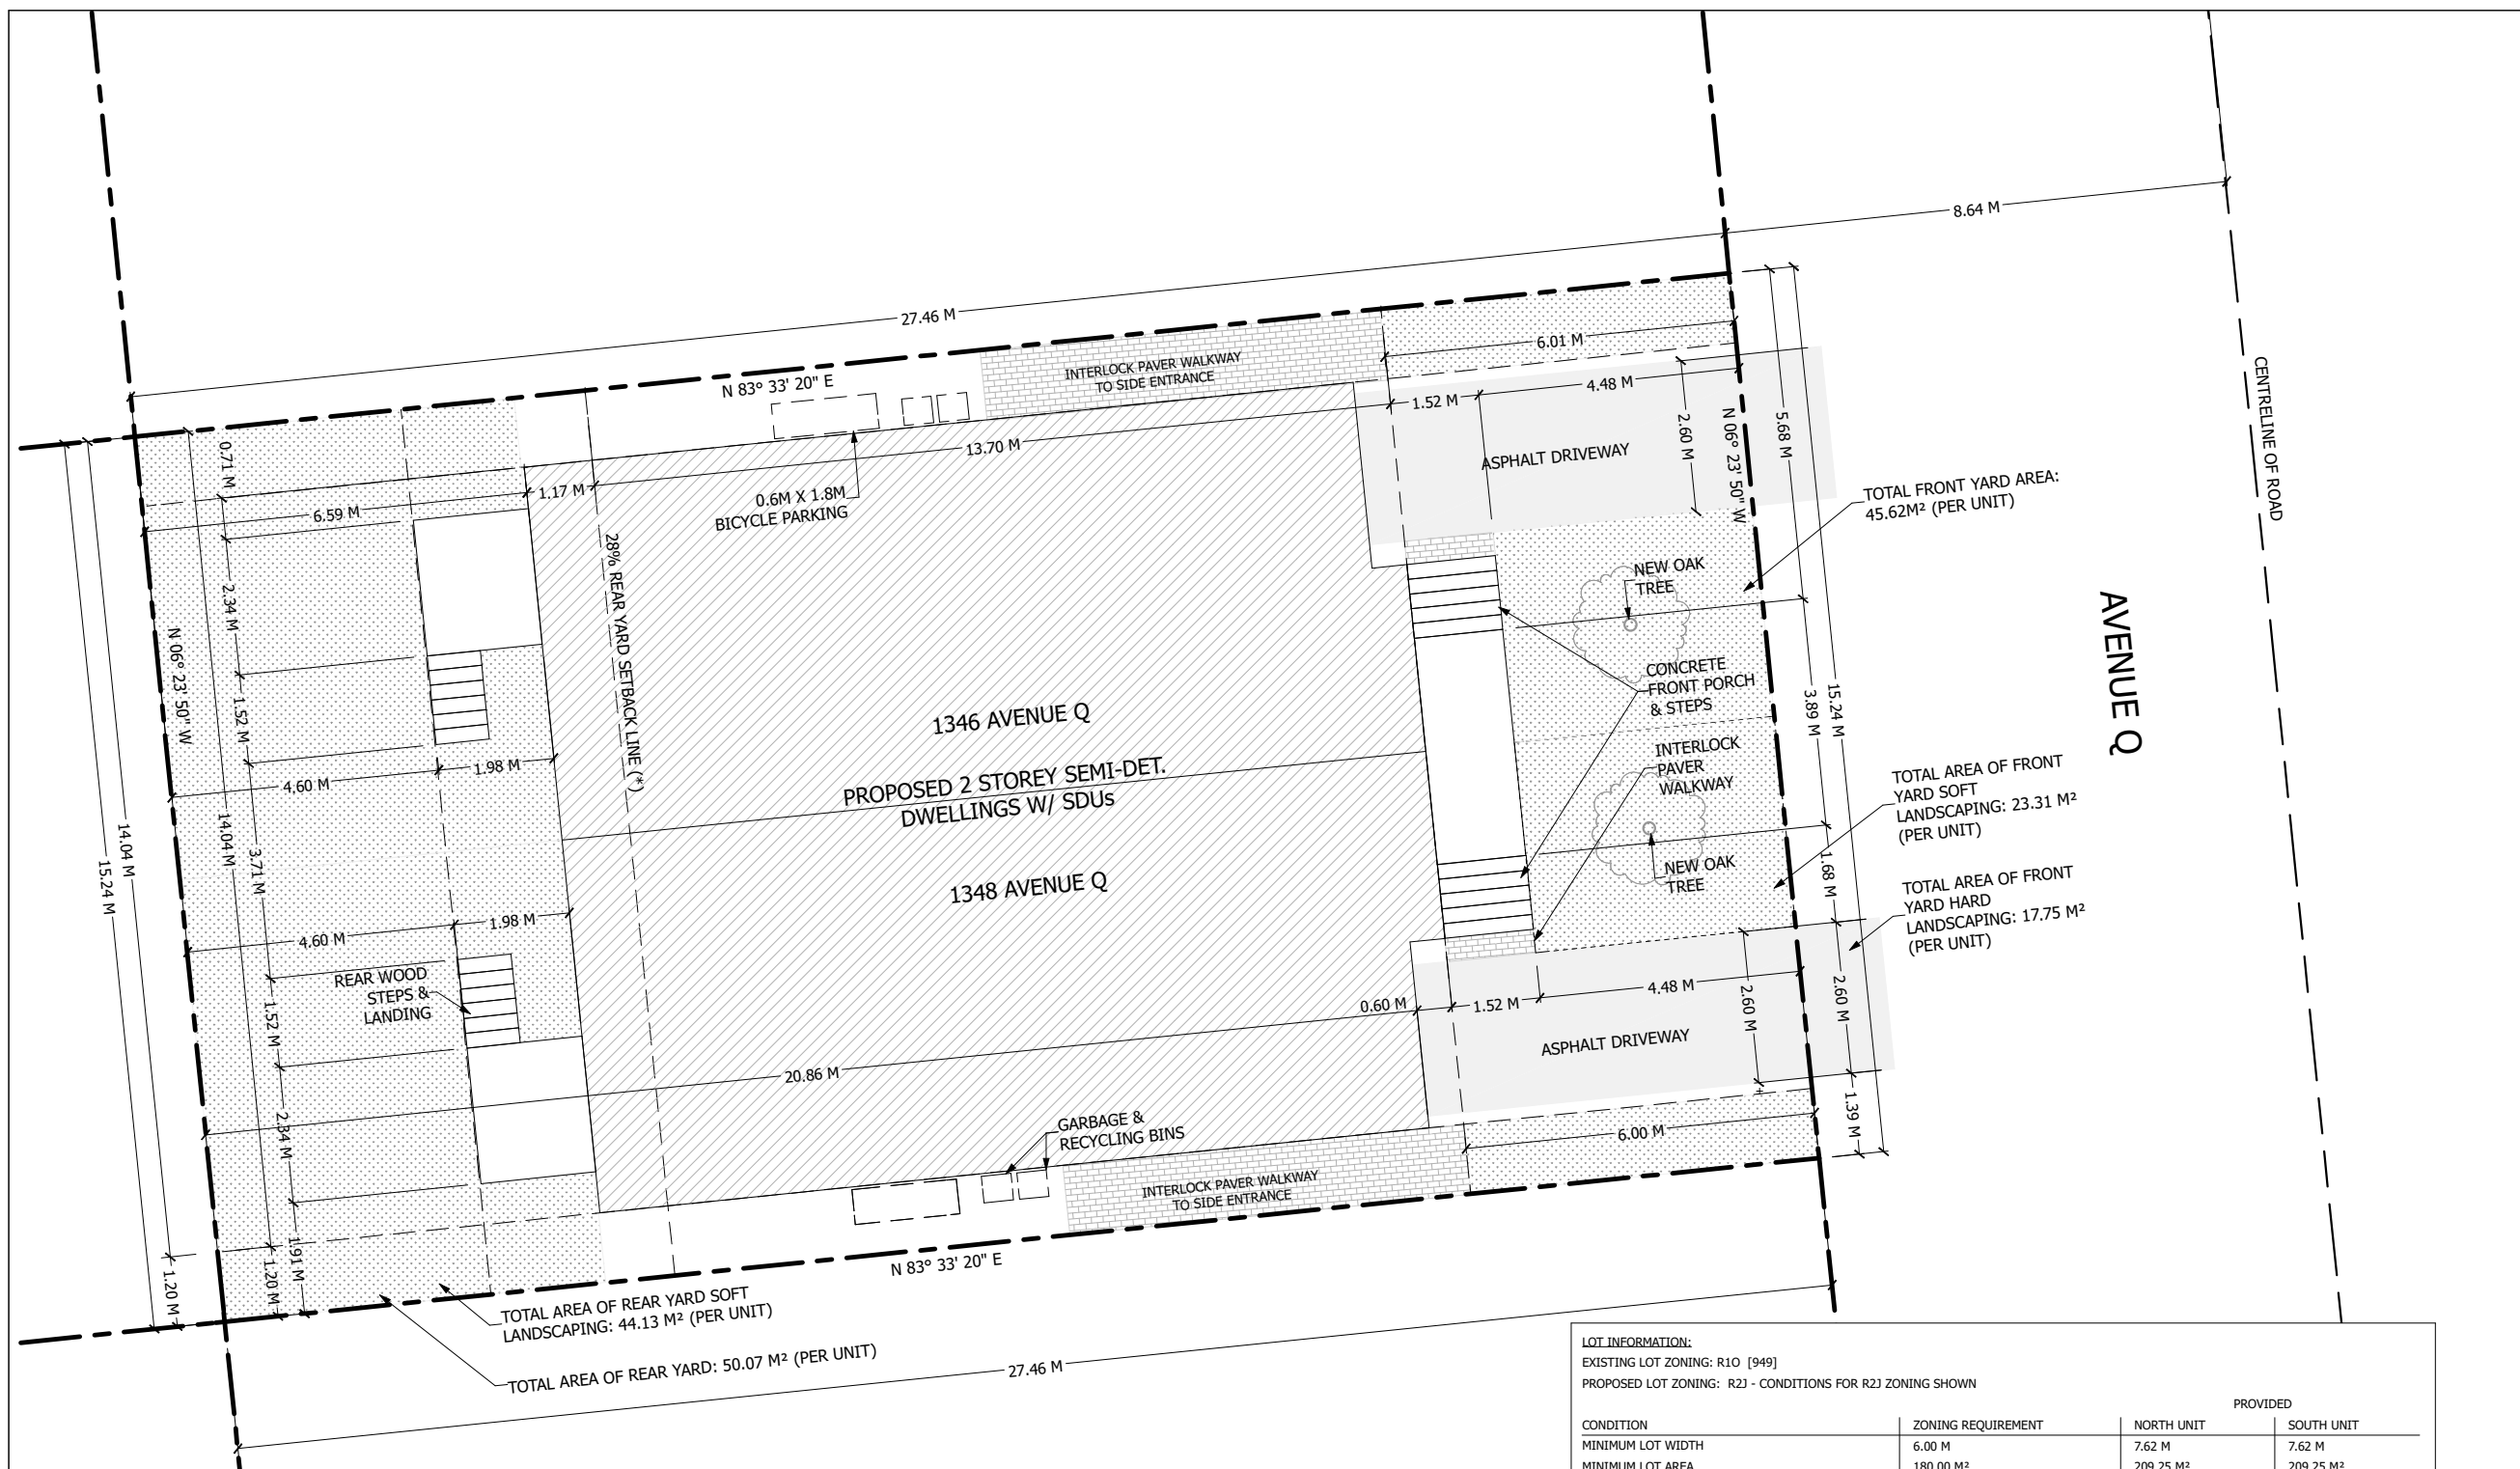 8.64 M
27.46 M
6.01 M
INTERLOCK PAVER WALKWAY
TO SIDE ENTRANCE
N 83° 33' 20" E
4.48 M
1.52 M
2.60 M
N 06° 23' 50" W
5.68 M
CENTRELINE OF ROAD
13.70 M
ASPHALT DRIVEWAY
0.71 M
1.17 M
6.59 M
0.6M X 1.8M
BICYCLE PARKING
TOTAL FRONT YARD AREA:
45.62M² (PER UNIT)
28% REAR YARD SETBACK LINE (*)
2.34 M
NEW OAK
TREE
AVENUE Q
N 06° 23' 50" W
1.52 M
CONCRETE
FRONT PORCH
& STEPS
3.89 M
15.24 M
1346 AVENUE Q
INTERLOCK
PAVER
WALKWAY
1.98 M
4.60 M
PROPOSED 2 STOREY SEMI-DET.
DWELLINGS W/ SDUs
TOTAL AREA OF FRONT
YARD SOFT
LANDSCAPING: 23.31 M²
(PER UNIT)
14.04 M
14.04 M
15.24 M
3.71 M
1348 AVENUE Q
NEW OAK
TREE
1.68 M
TOTAL AREA OF FRONT
YARD HARD
LANDSCAPING: 17.75 M²
(PER UNIT)
1.98 M
4.60 M
REAR WOOD
STEPS &
LANDING
0.60 M
1.52 M
4.48 M
2.60 M
2.60 M
1.52 M
ASPHALT DRIVEWAY
20.86 M
2.34 M
GARBAGE &
RECYCLING BINS
6.00 M
1.39 M
INTERLOCK PAVER WALKWAY
TO SIDE ENTRANCE
1.91 M
1.20 M
1.20 M
N 83° 33' 20" E
TOTAL AREA OF REAR YARD SOFT
LANDSCAPING: 44.13 M² (PER UNIT)
TOTAL AREA OF REAR YARD: 50.07 M² (PER UNIT)
27.46 M
LOT INFORMATION:
EXISTING LOT ZONING: R1O [949]
PROPOSED LOT ZONING: R2J - CONDITIONS FOR R2J ZONING SHOWN
PROVIDED
CONDITION ZONING REQUIREMENT NORTH UNIT SOUTH UNIT
MINIMUM LOT WIDTH 6.00 M 7.62 M 7.62 M
MINIMUM LOT AREA 180.00 M² 209.25 M² 209.25 M²